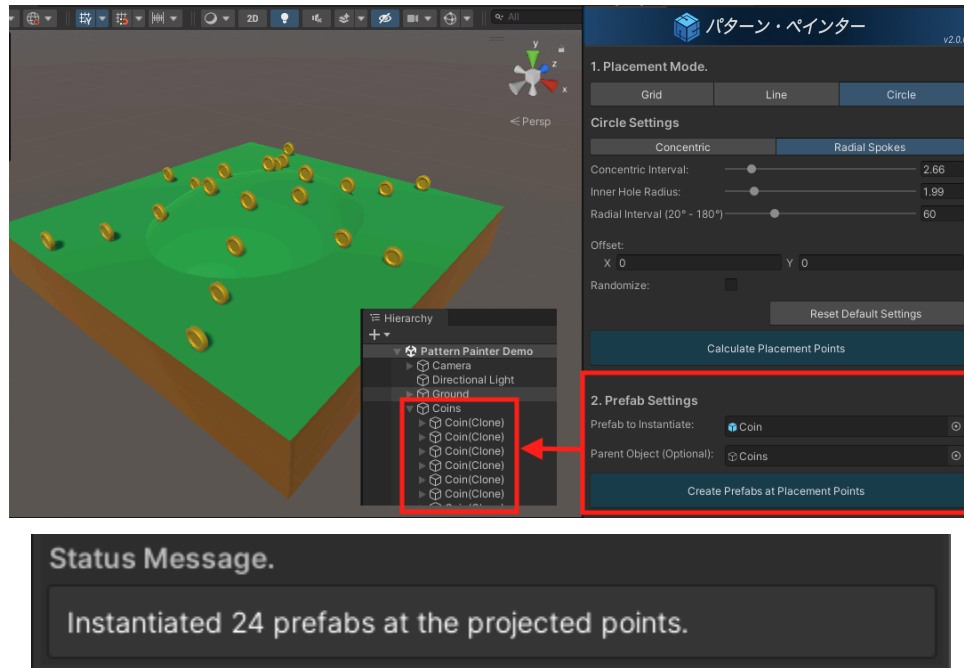 2D
All
y
z
x
Persp
パターン・ペインター
v2.0.
1. Placement Mode.
Grid
Line
Circle
Circle Settings
Concentric
Radial Spokes
Concentric Interval:
2.66
Inner Hole Radius:
1.99
Radial Interval (20° - 180°)
60
Offset:
X 0
Y 0
Randomize:
Reset Default Settings
Calculate Placement Points
2. Prefab Settings
Prefab to Instantiate:
Coin
Parent Object (Optional):
Coins
Create Prefabs at Placement Points
Hierarchy
Pattern Painter Demo
Camera
Directional Light
Ground
Coins
Coin(Clone)
Coin(Clone)
Coin(Clone)
Coin(Clone)
Coin(Clone)
Coin(Clone)
Status Message.
Instantiated 24 prefabs at the projected points.